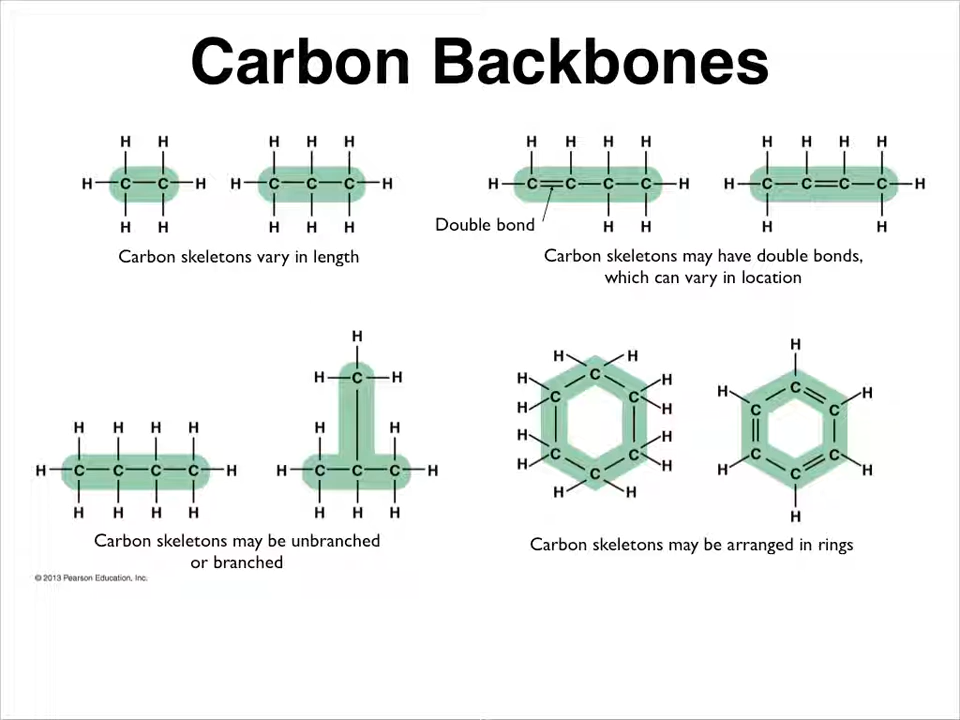 Carbon Backbones
H H
H C C H
H H
H H H
H C C C H
H H H
Carbon skeletons vary in length
H H H H
H C C C C H
H H
Double bond
H H H H
H C C C C H
H H
Carbon skeletons may have double bonds,
which can vary in location
H H H H
H C C C C H
H H H H
H
H C H
H H
H C C C H
H H H
Carbon skeletons may be unbranched
or branched
H H
H C H
H C C H
H H
H C C H
C
H H
H
H C H
C C
C C
H C H
H
Carbon skeletons may be arranged in rings
© 2013 Pearson Education, Inc.